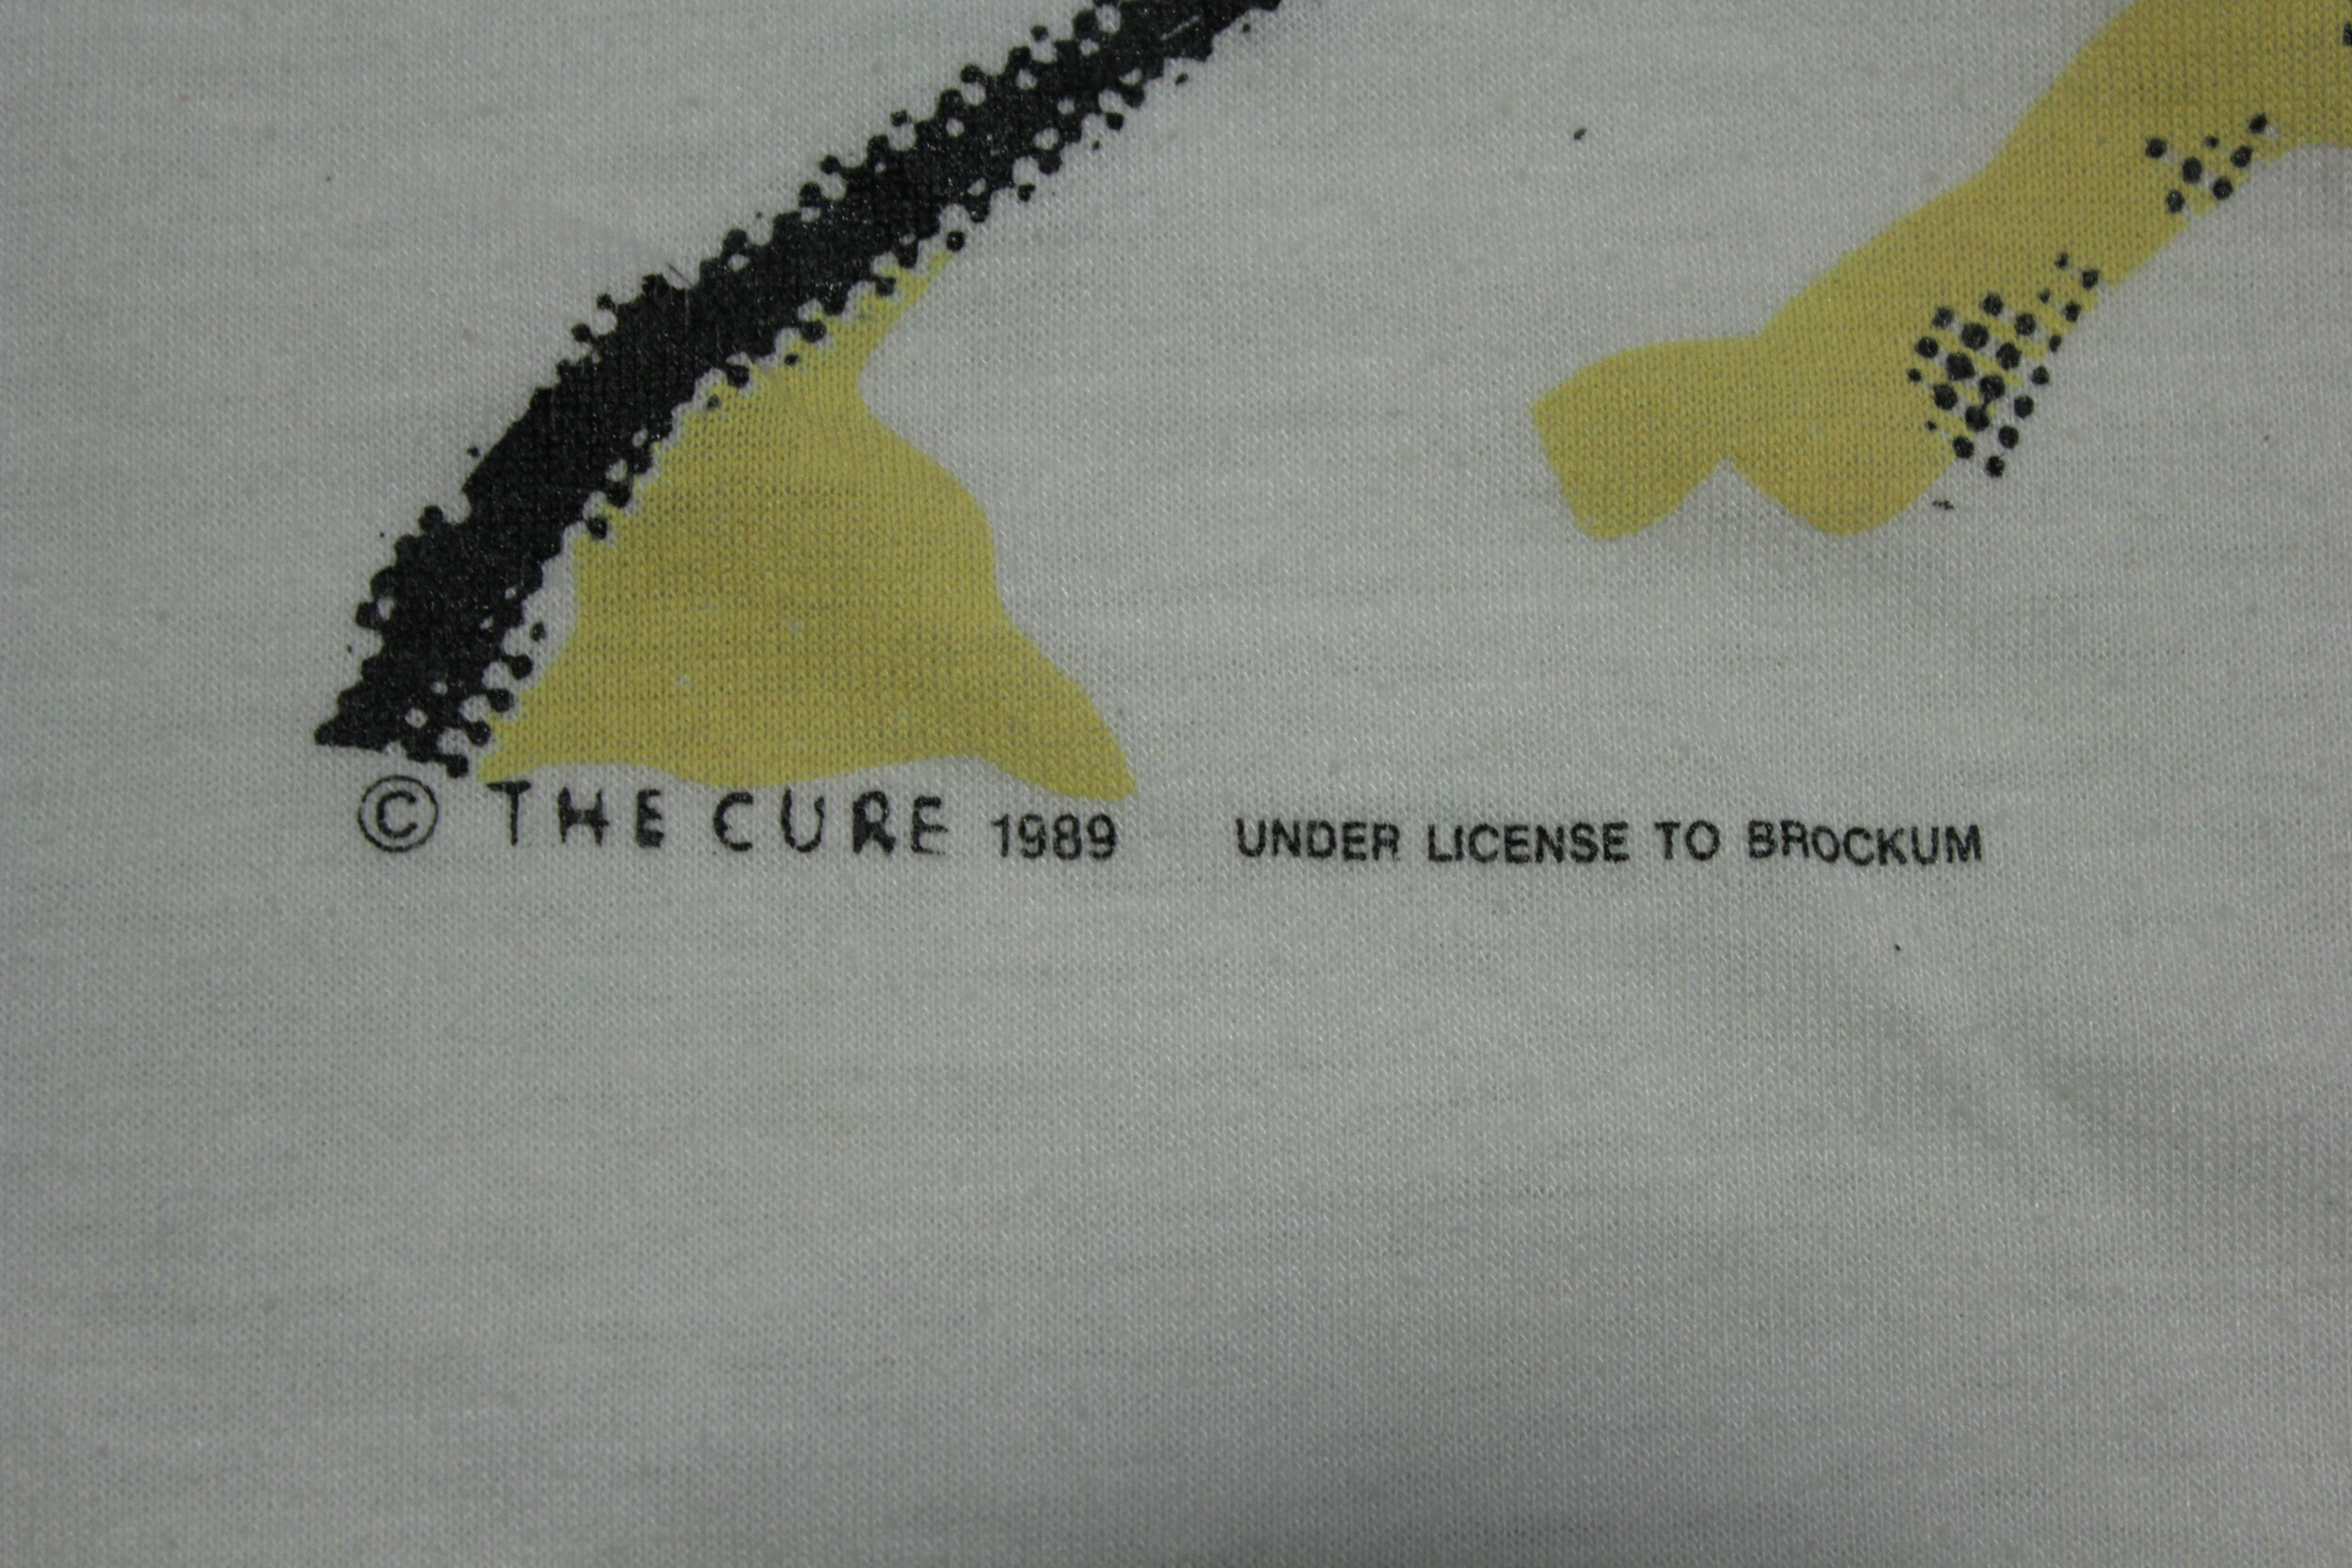 © THE CURE 1989 UNDER LICENSE TO BROCKUM